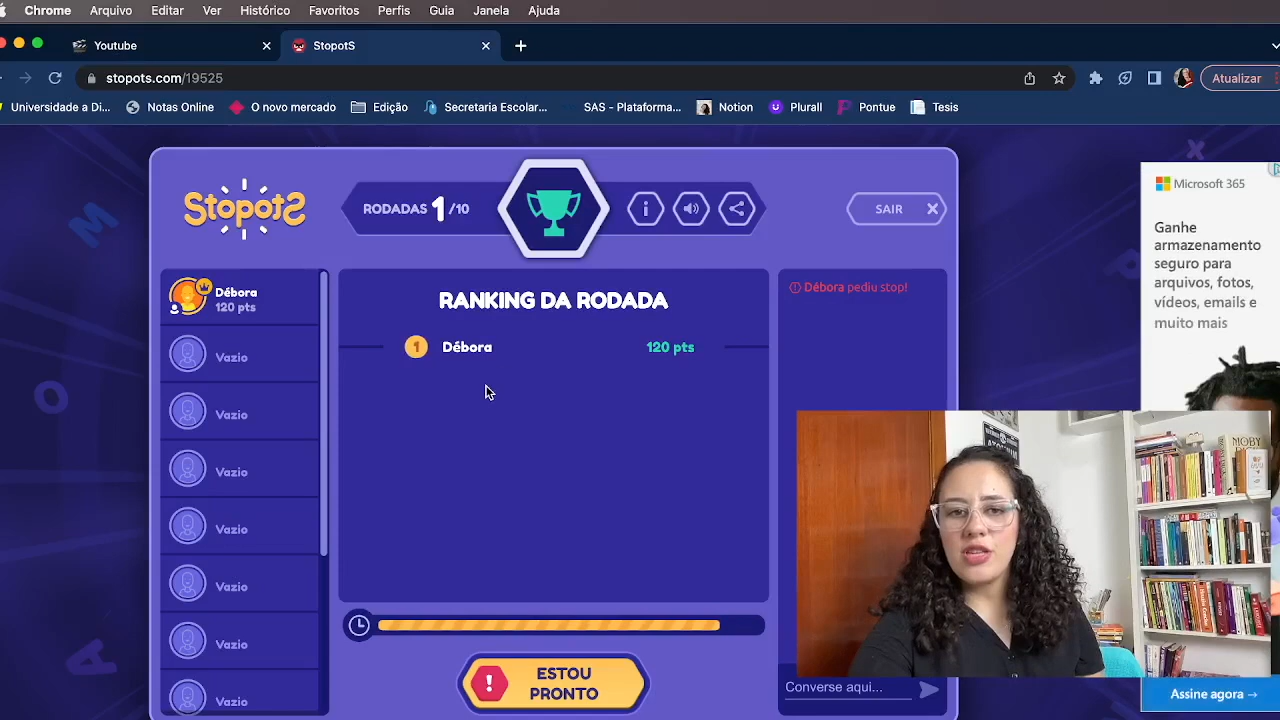 Chrome Arquivo Editar Ver Histórico Favoritos Perfis Guia Janela Ajuda
Youtube StopotS
stopots.com/19525 Atualizar
Universidade a Di... Notas Online O novo mercado Edição Secretaria Escolar... SAS - Plataforma... Notion Plurall Pontue Tesis
StopotS
RODADAS 1/10
SAIR
Débora
120 pts
Vazio
Vazio
Vazio
Vazio
Vazio
Vazio
Vazio
RANKING DA RODADA
1 Débora 120 pts
ESTOU
PRONTO
Débora pediu stop!
Converse aqui...
Microsoft 365
Ganhe
armazenamento
seguro para
arquivos, fotos,
vídeos, emails e
muito mais
Assine agora →
MOBY